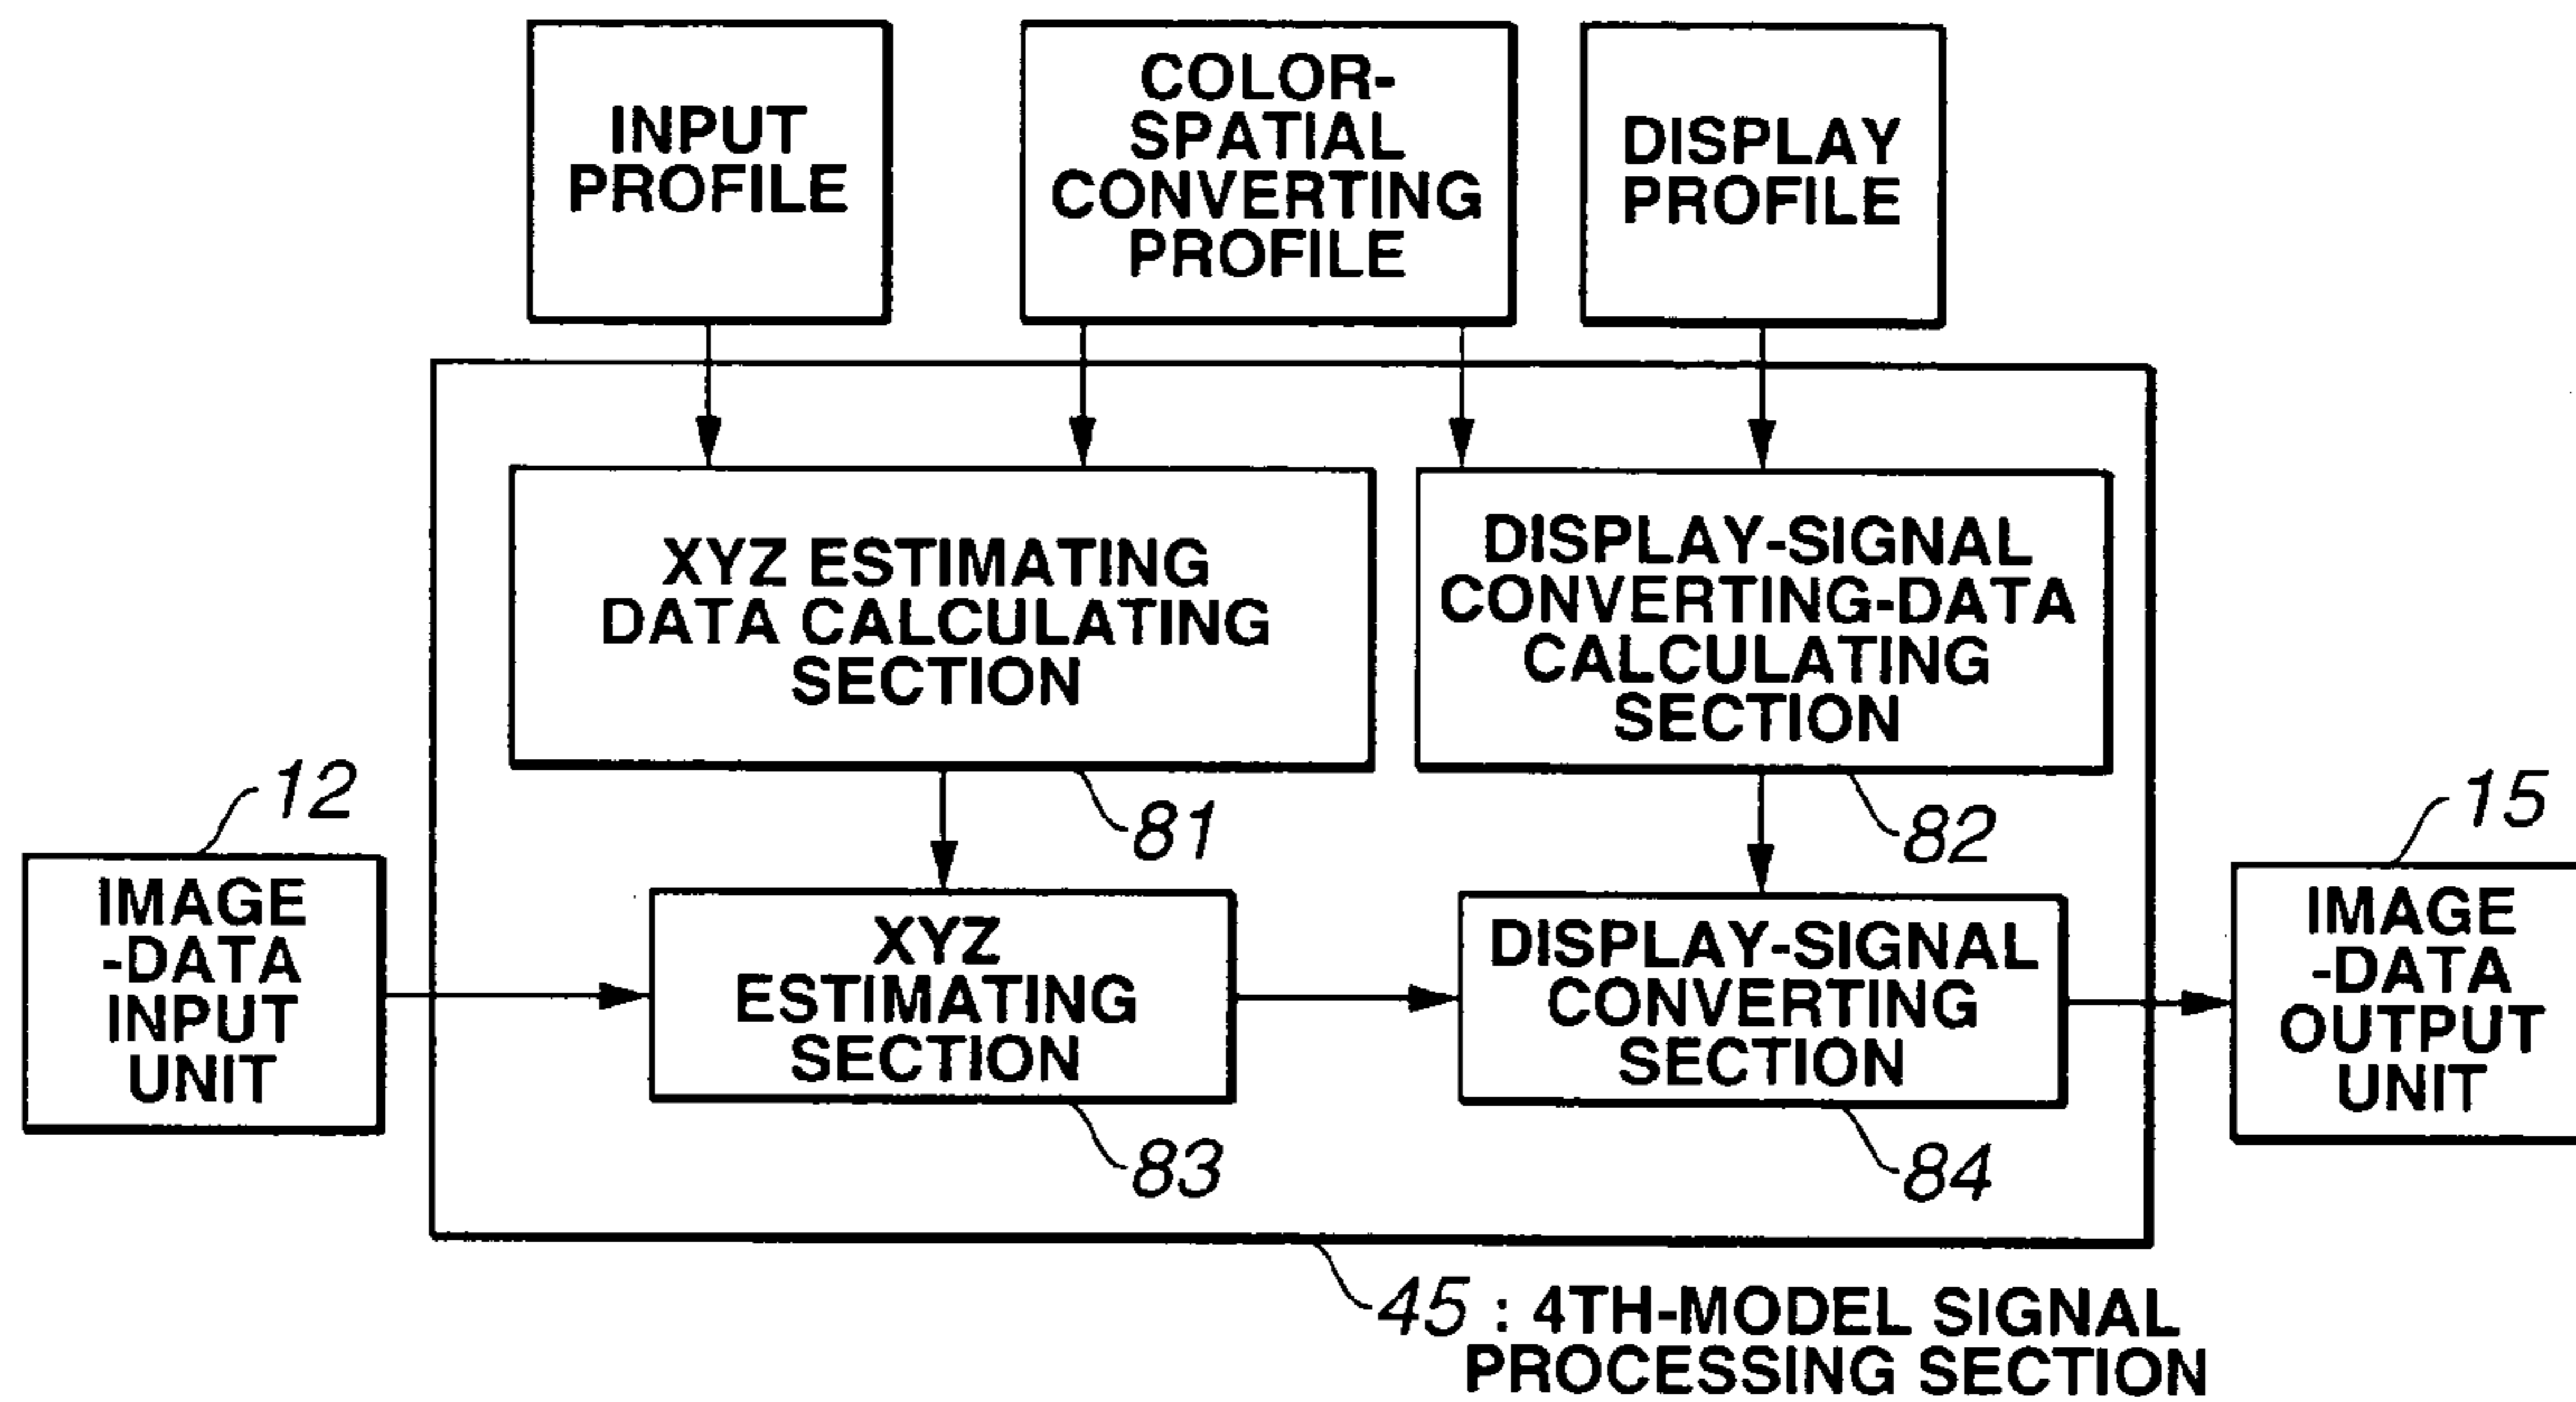 INPUT
PROFILE
COLOR-
SPATIAL
CONVERTING
PROFILE
DISPLAY
PROFILE
XYZ ESTIMATING
DATA CALCULATING
SECTION
81
DISPLAY-SIGNAL
CONVERTING-DATA
CALCULATING
SECTION
82
12
IMAGE
-DATA
INPUT
UNIT
XYZ
ESTIMATING
SECTION
83
DISPLAY-SIGNAL
CONVERTING
SECTION
84
15
IMAGE
-DATA
OUTPUT
UNIT
45 : 4TH-MODEL SIGNAL
PROCESSING SECTION